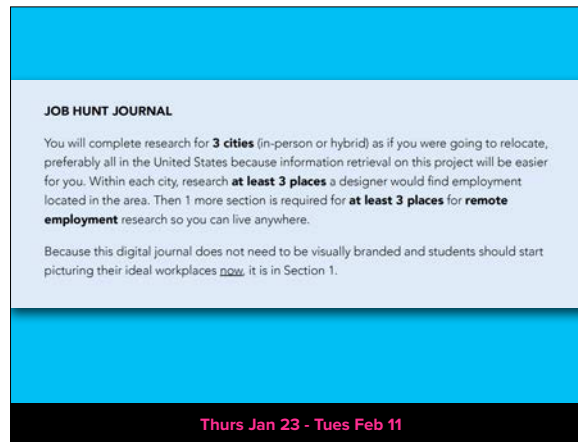 JOB HUNT JOURNAL
You will complete research for 3 cities (in-person or hybrid) as if you were going to relocate,
preferably all in the United States because information retrieval on this project will be easier
for you. Within each city, research at least 3 places a designer would find employment
located in the area. Then 1 more section is required for at least 3 places for remote
employment research so you can live anywhere.
Because this digital journal does not need to be visually branded and students should start
picturing their ideal workplaces now, it is in Section 1.
Thurs Jan 23 - Tues Feb 11